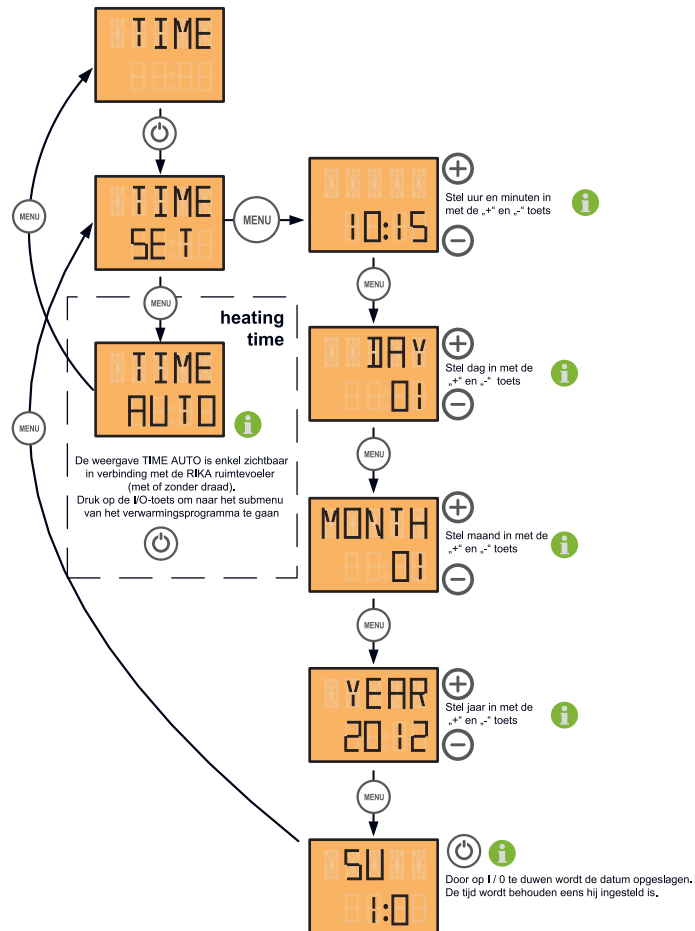 TIME
TIME
SET
MENU
10:15
Stel uur en minuten in
met de „+“ en „-“ toets
MENU
MENU
MENU
heating
time
TIME
AUTO
DAY
01
Stel dag in met de
„+“ en „-“ toets
MENU
De weergave TIME AUTO is enkel zichtbaar
in verbinding met de RIKA ruimtevoeler
(met of zonder draad).
Druk op de I/O-toets om naar het submenu
van het verwarmingsprogramma te gaan
MENU
MONTH
01
Stel maand in met de
„+“ en „-“ toets
MENU
YEAR
2012
Stel jaar in met de
„+“ en „-“ toets
MENU
SU
1:0
Door op I / 0 te duwen wordt de datum opgeslagen.
De tijd wordt behouden eens hij ingesteld is.